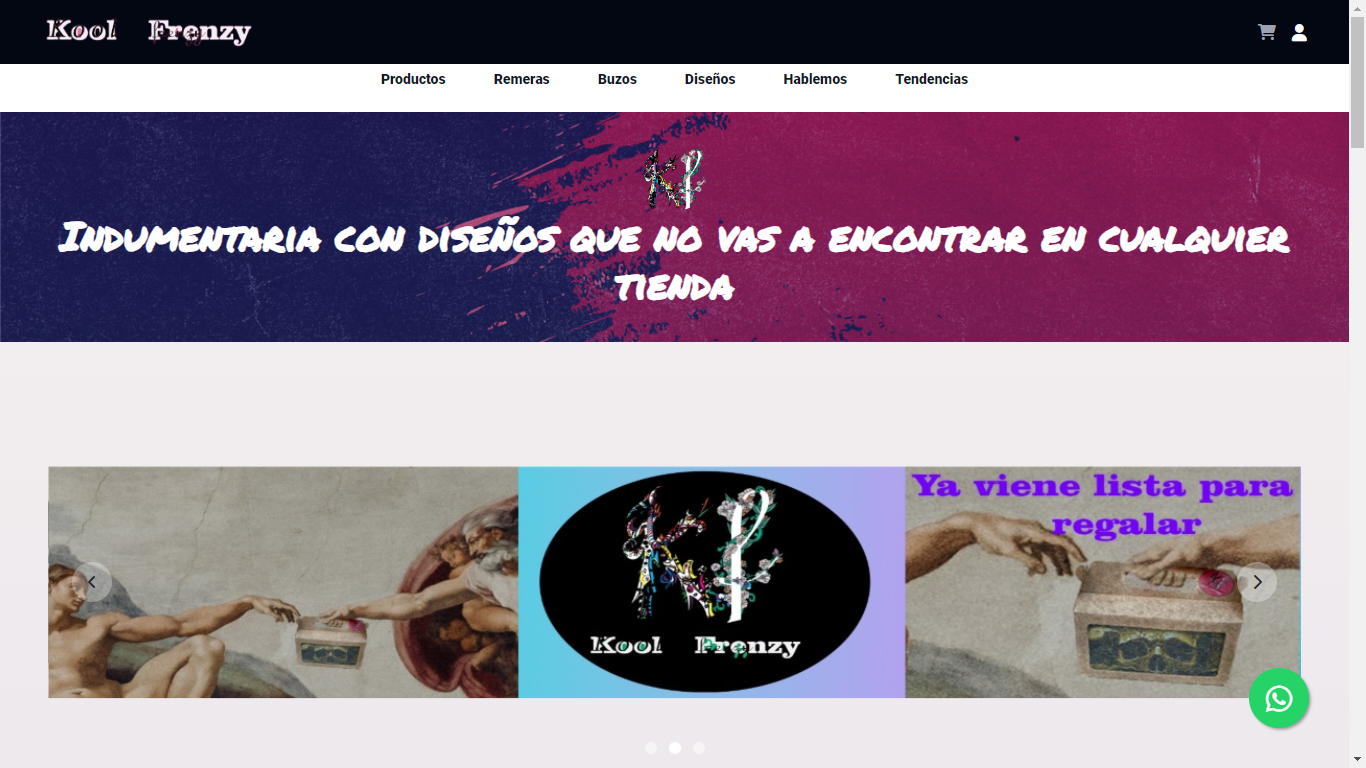 Kool Frenzy
Productos Remeras Buzos Diseños Hablemos Tendencias
Kf
Indumentaria con diseños que no vas a encontrar en cualquier
tienda
Kf
Kool Frenzy
Ya viene lista para
regalar